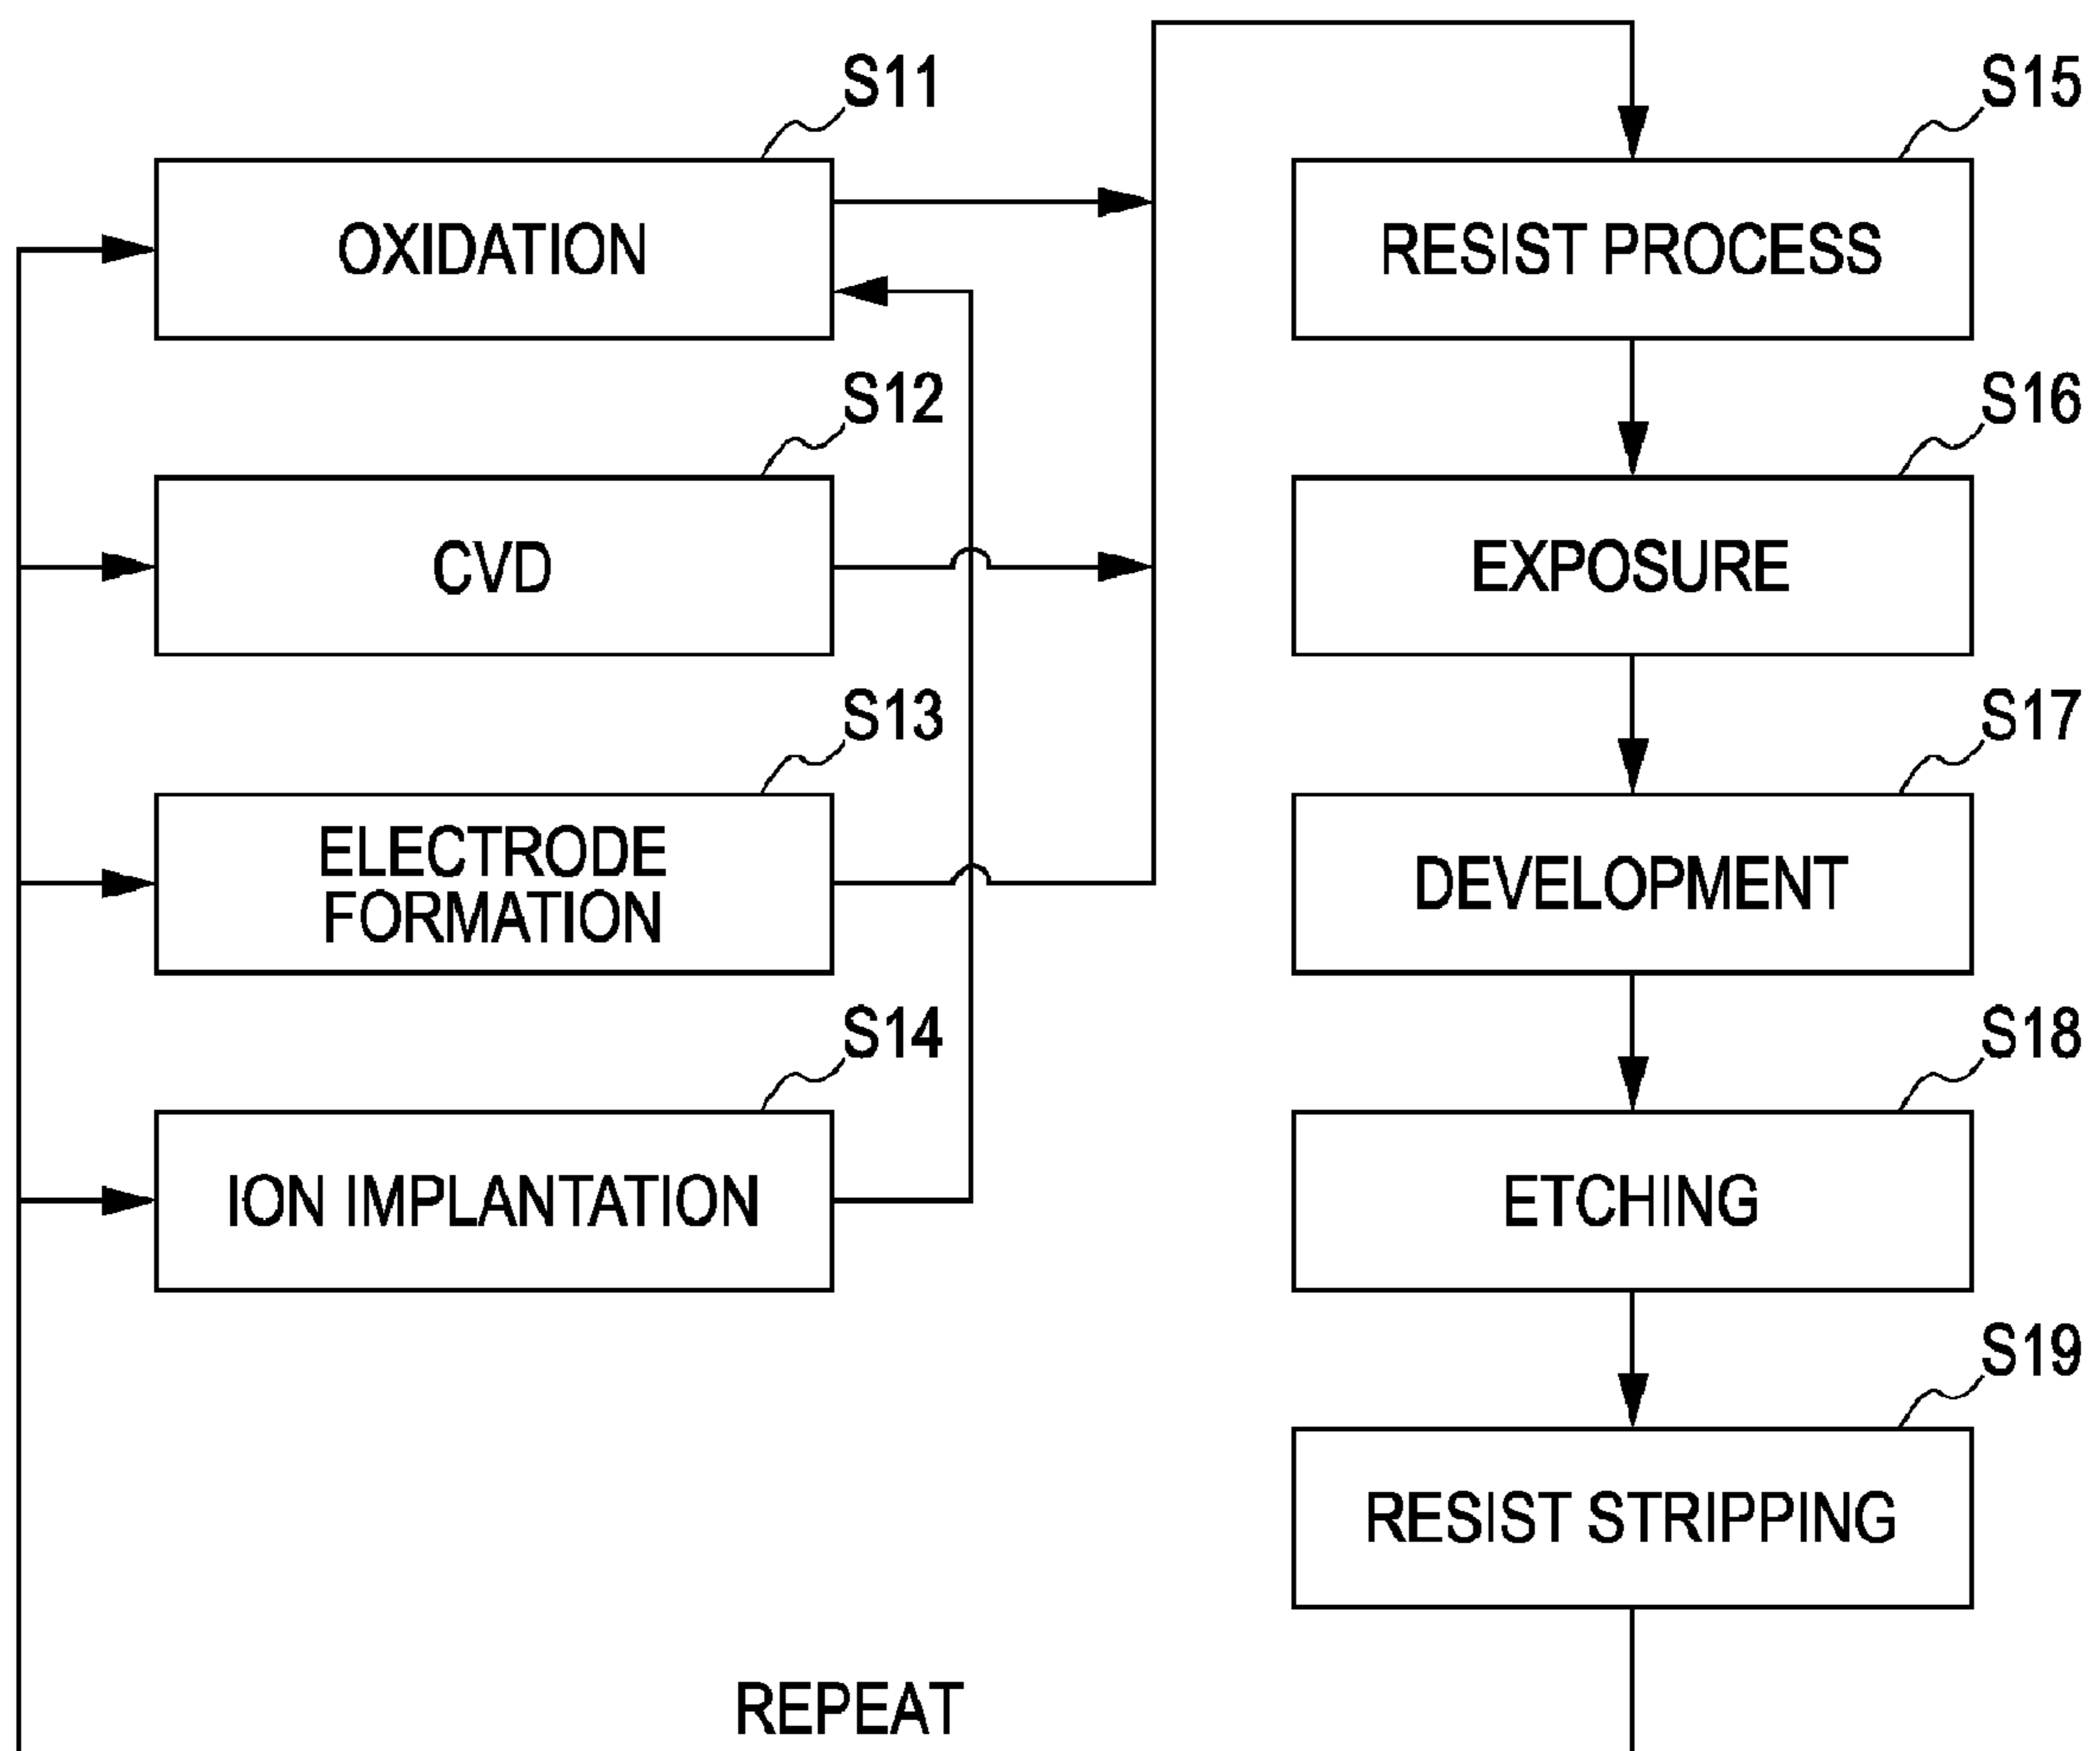 S11
OXIDATION
S12
CVD
S13
ELECTRODE
FORMATION
S14
ION IMPLANTATION
S15
RESIST PROCESS
S16
EXPOSURE
S17
DEVELOPMENT
S18
ETCHING
S19
RESIST STRIPPING
REPEAT